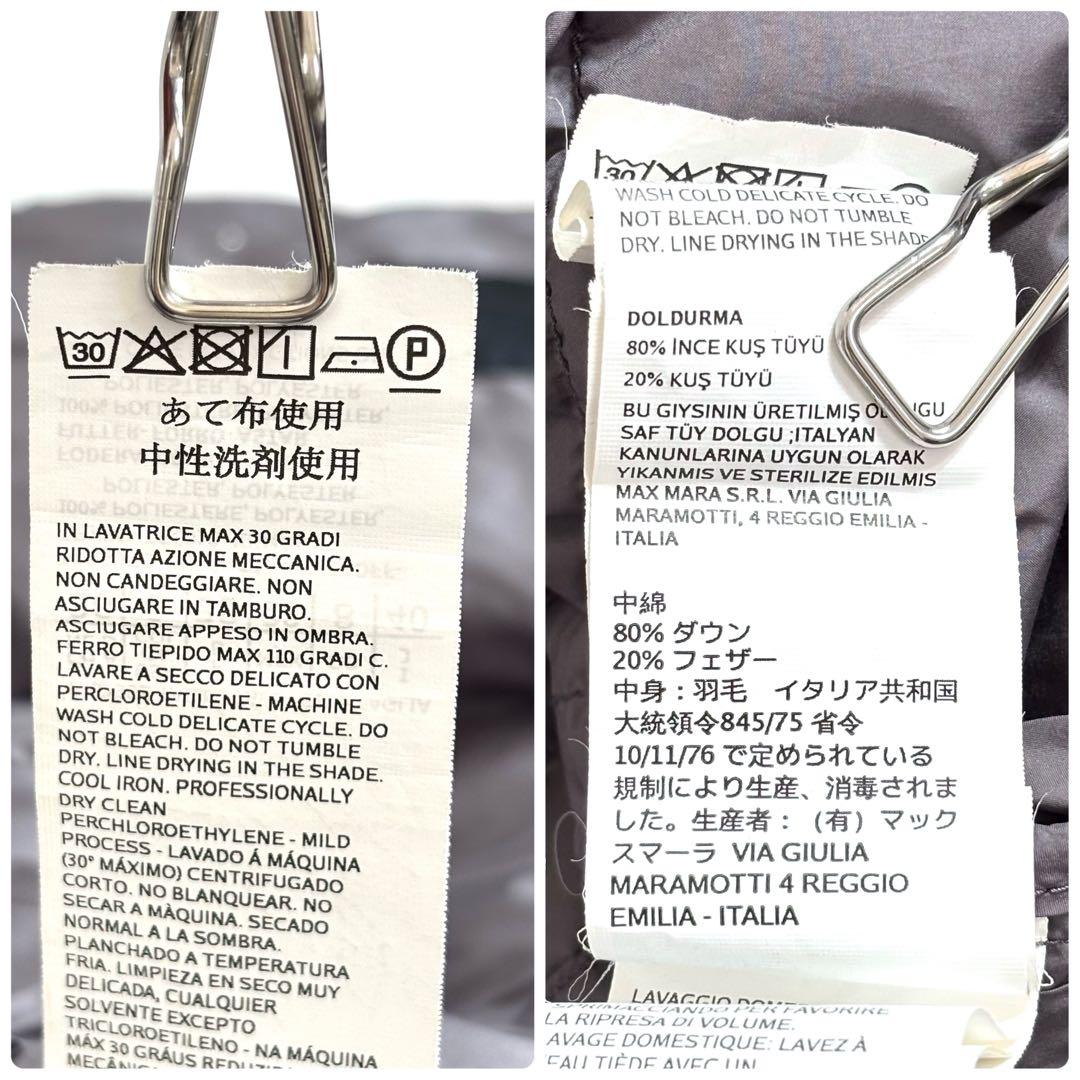 30 P
あて布使用
中性洗剤使用
IN LAVATRICE MAX 30 GRADI
RIDOTTA AZIONE MECCANICA.
NON CANDEGGIARE. NON
ASCIUGARE IN TAMBURO.
ASCIUGARE APPESO IN OMBRA.
FERRO TIEPIDO MAX 110 GRADI C.
LAVARE A SECCO DELICATO CON
PERCLOROETILENE - MACHINE
WASH COLD DELICATE CYCLE. DO
NOT BLEACH. DO NOT TUMBLE
DRY. LINE DRYING IN THE SHADE.
COOL IRON. PROFESSIONALLY
DRY CLEAN
PERCHLOROETHYLENE - MILD
PROCESS - LAVADO Á MÁQUINA
(30° MÁXIMO) CENTRIFUGADO
CORTO. NO BLANQUEAR. NO
SECAR A MÀQUINA. SECADO
NORMAL A LA SOMBRA.
PLANCHADO A TEMPERATURA
FRIA. LIMPIEZA EN SECO MUY
DELICADA, CUALQUIER
SOLVENTE EXCEPTO
TRICLOROETILENO - NA MÁQUINA
MÁX 30 GRÁUS REDUZIDA
30
WASH COLD DELICATE CYCLE. DO
NOT BLEACH. DO NOT TUMBLE
DRY. LINE DRYING IN THE SHADE
DOLDURMA
80% İNCE KUŞ TÜYÜ
20% KUŞ TÜYÜ
BU GIYSININ ÜRETILMIŞ
SAF TÜY DOLGU ;ITALYAN
KANUNLARINA UYGUN OLARAK
YIKANMIS VE STERILIZE EDILMIS
MAX MARA S.R.L. VIA GIULIA
MARAMOTTI, 4 REGGIO EMILIA -
ITALIA
中綿
80% ダウン
20% フェザー
中身：羽毛 イタリア共和国
大統領令845/75 省令
10/11/76 で定められている
規制により生産、消毒されま
した。生産者：（有）マック
スマーラ VIA GIULIA
MARAMOTTI 4 REGGIO
EMILIA - ITALIA
LAVAGGIO
PER FAVORIRE
LA RIPRESA DI VOLUME.
AVAGE DOMESTIQUE: LAVEZ À
EAU TIÈDE AVEC UN